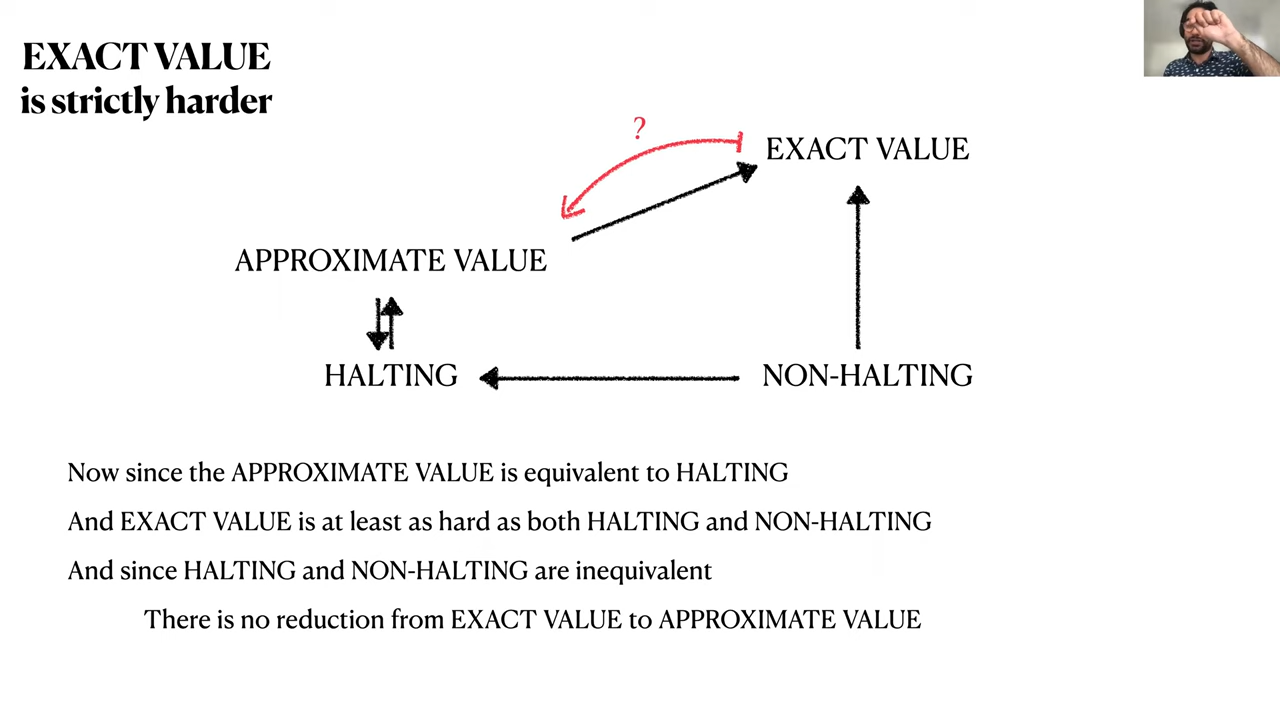 EXACT VALUE
is strictly harder
?
EXACT VALUE
APPROXIMATE VALUE
HALTING
NON-HALTING
Now since the APPROXIMATE VALUE is equivalent to HALTING
And EXACT VALUE is at least as hard as both HALTING and NON-HALTING
And since HALTING and NON-HALTING are inequivalent
There is no reduction from EXACT VALUE to APPROXIMATE VALUE